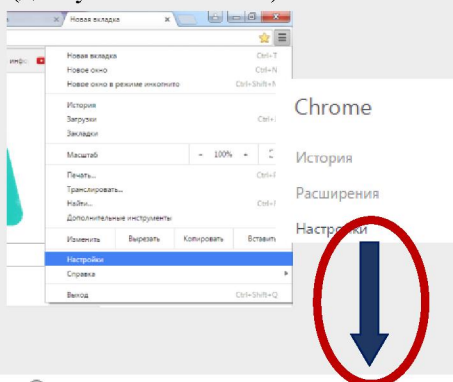 Новая вкладка
Новая вкладка Ctrl+T
Новое окно Ctrl+N
Новое окно в режиме инкогнито Ctrl+Shift+N
История
Загрузки
Закладки
Масштаб - 100% +
Печать...
Транслировать...
Найти...
Дополнительные инструменты
Изменить Вырезать Копировать Вставить
Настройки
Справка
Выход Ctrl+Shift+Q
Chrome
История
Расширения
Настройки